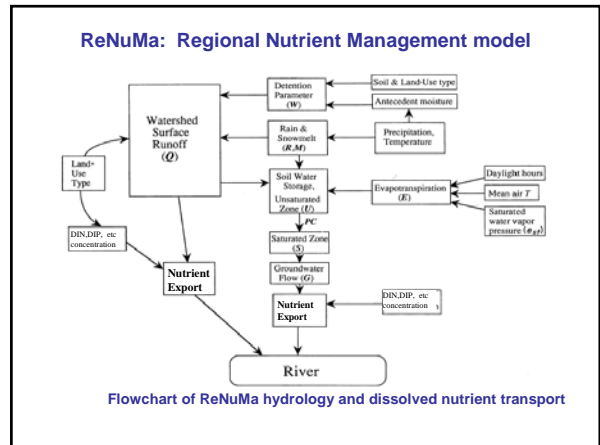 ReNuMa: Regional Nutrient Management model
Soil & Land-Use type
Detention
Parameter
(W)
Antecedent moisture
Watershed
Surface
Runoff
(Q)
Rain &
Snowmelt
(R,M)
Precipitation,
Temperature
Land-
Use
Type
Soil Water
Storage,
Unsaturated
Zone (U)
Evapotranspiration
(E)
Daylight hours
Mean air T
Saturated
water vapor
pressure (eSP)
PC
Saturated Zone
(S)
DIN,DIP, etc
concentration
Nutrient
Export
Groundwater
Flow (G)
Nutrient
Export
DIN,DIP, etc
concentration
River
Flowchart of ReNuMa hydrology and dissolved nutrient transport